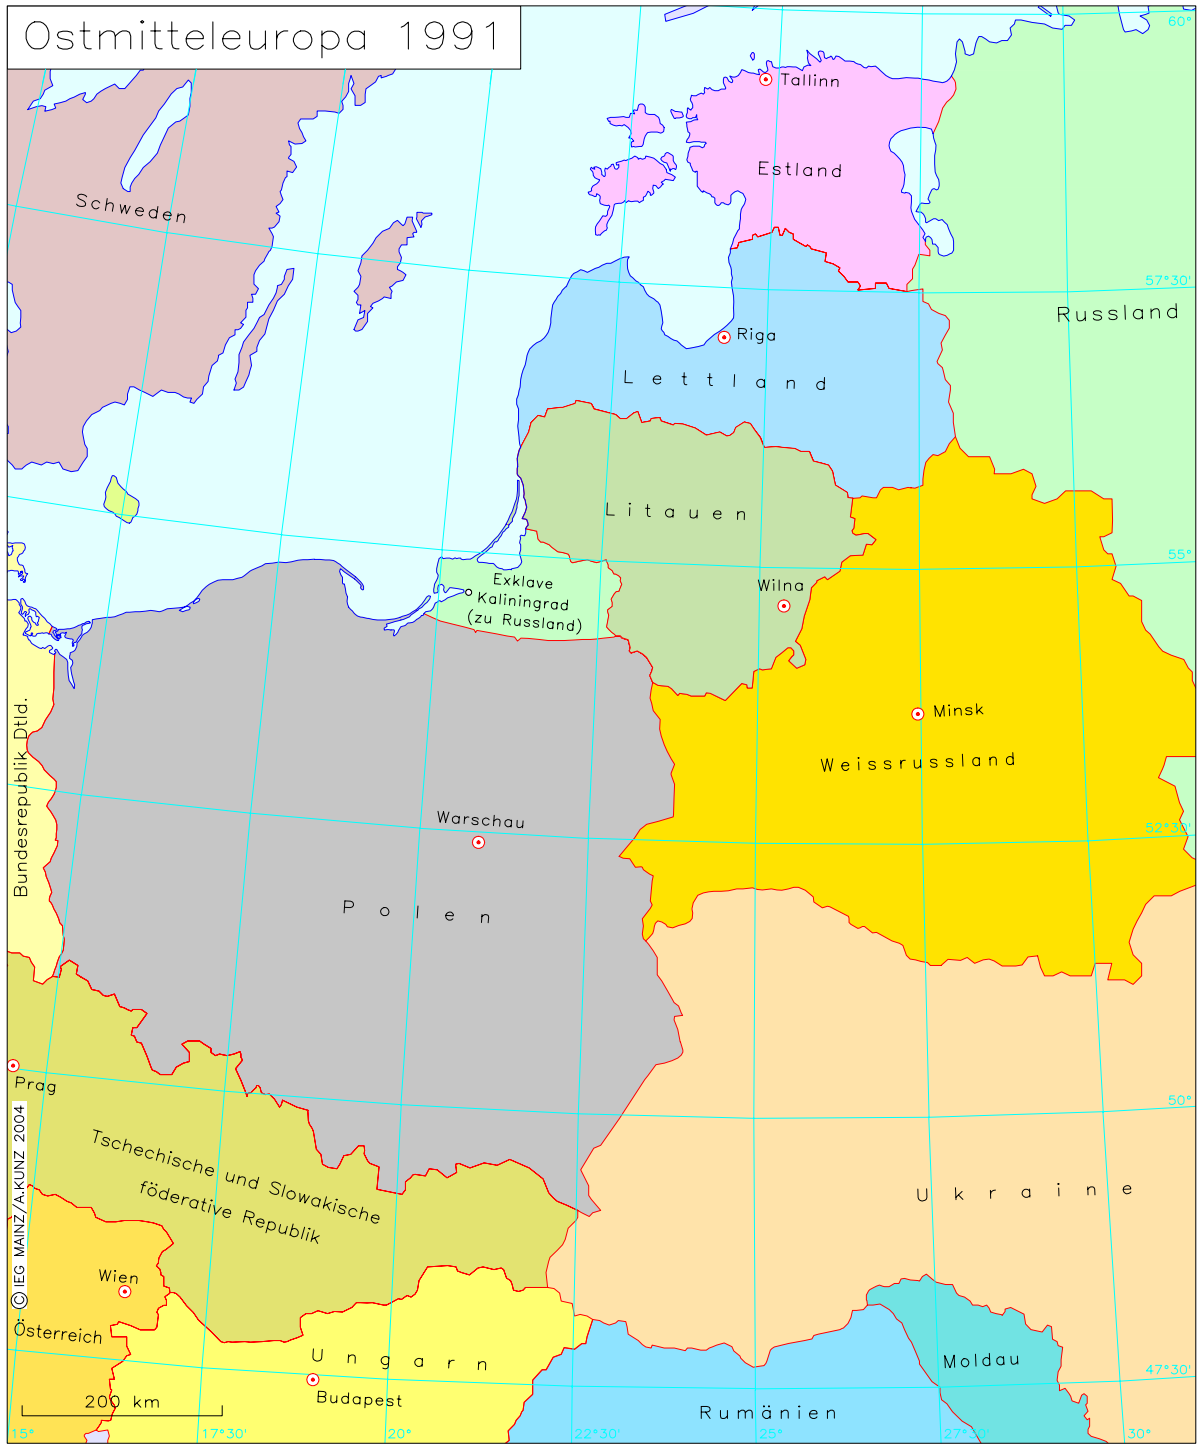 Ostmitteleuropa 1991
60°
Tallinn
Estland
Schweden
57°30'
Russland
Riga
Lettland
Litauen
55°
Exklave
Kaliningrad
(zu Russland)
Wilna
Minsk
Weissrussland
Bundesrepublik Dtld.
Warschau
52°30'
Polen
Prag
50°
© IEG MAINZ/A.KUNZ 2004
Tschechische und Slowakische
föderative Republik
Ukraine
Wien
Österreich
Ungarn
Moldau
47°30'
Budapest
200 km
Rumänien
15°
17°30'
20°
22°30'
25°
27°30'
30°